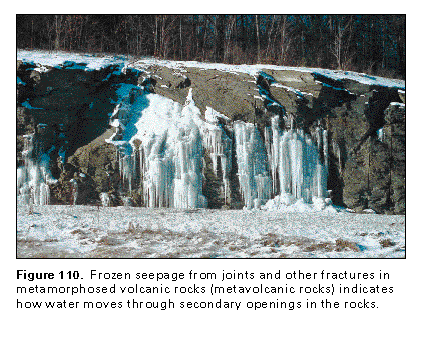 Figure 110. Frozen seepage from joints and other fractures in
metamorphosed volcanic rocks (metavolcanic rocks) indicates
how water moves through secondary openings in the rocks.